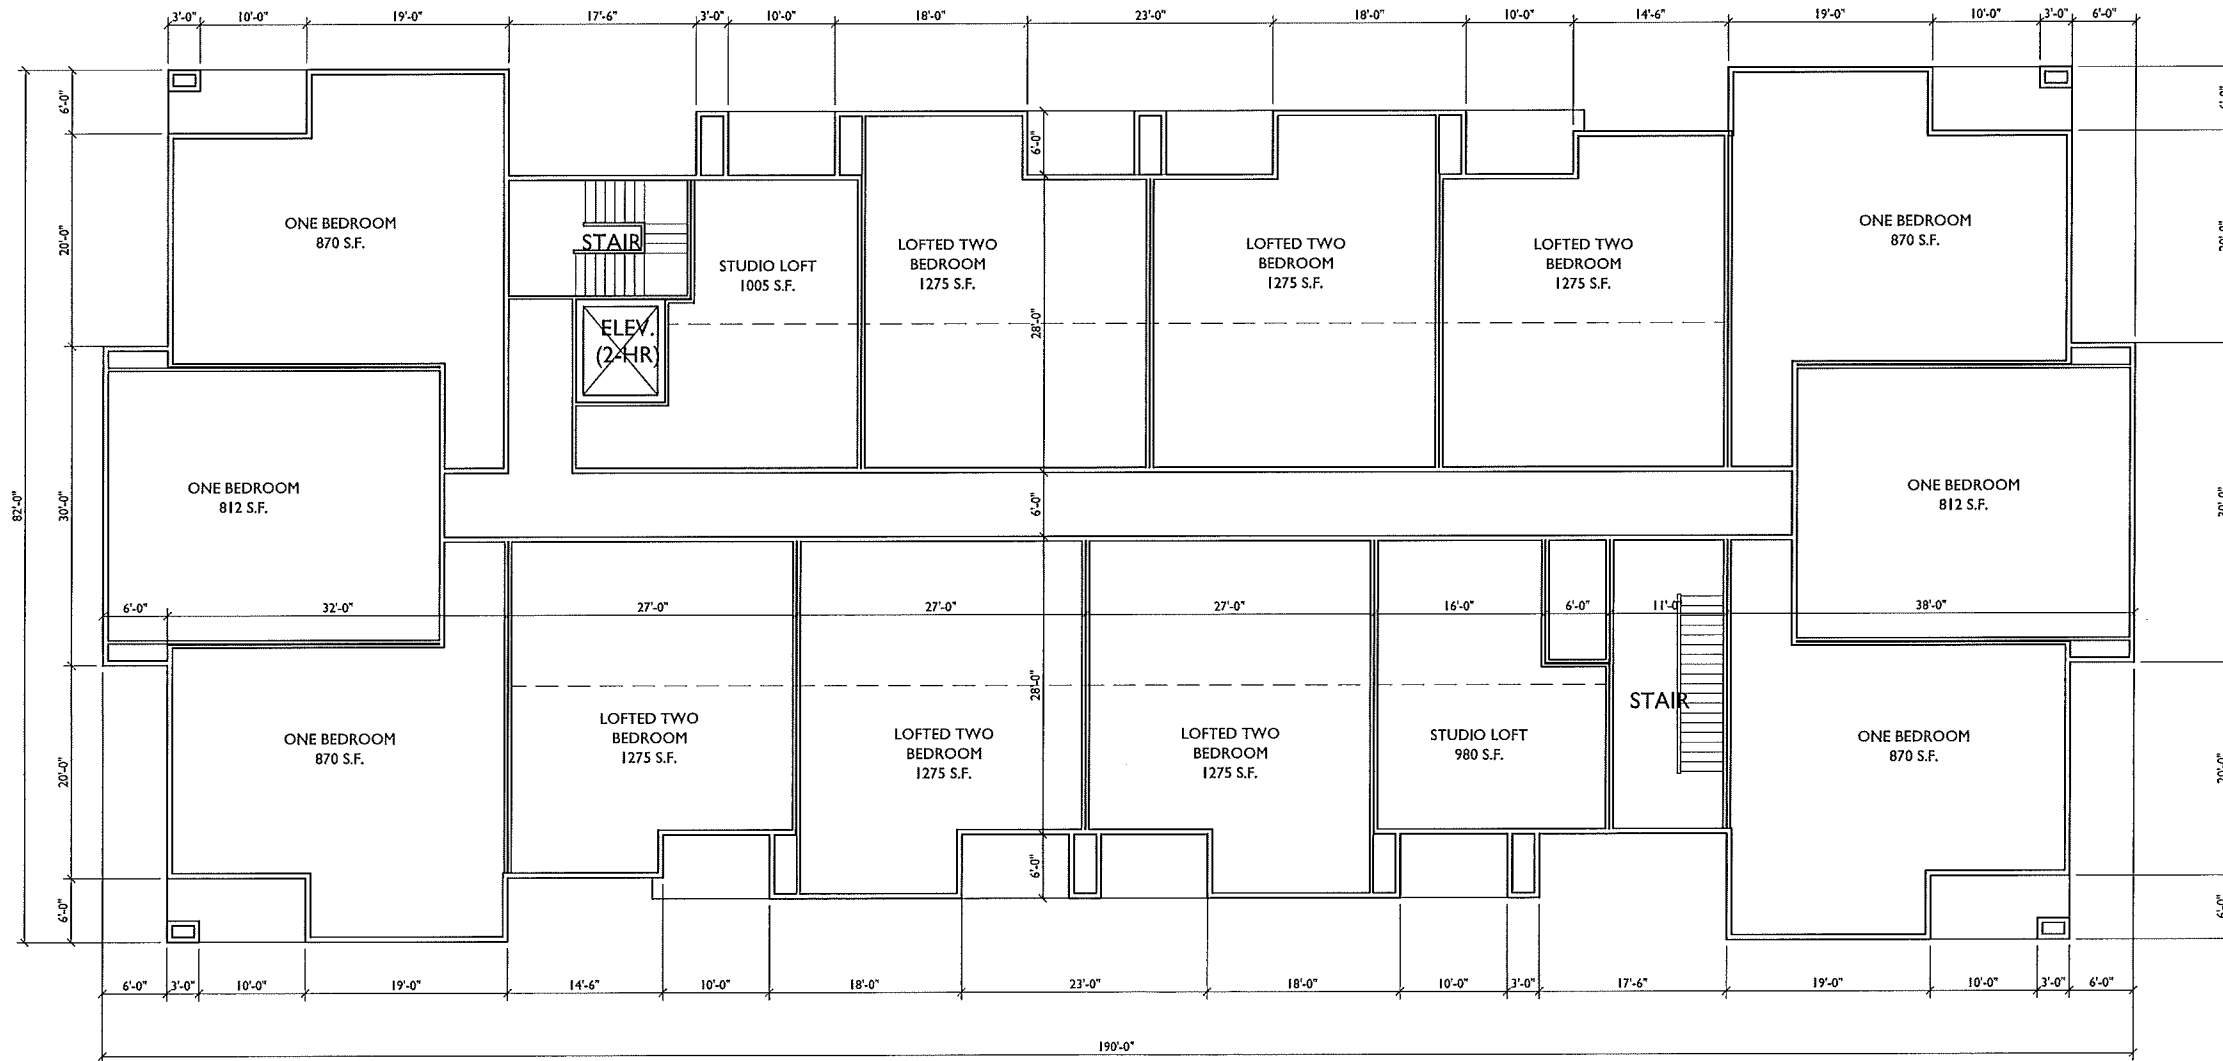 3'-0" 10'-0" 19'-0" 17'-6" 3'-0" 10'-0" 18'-0" 23'-0" 18'-0" 10'-0" 14'-6" 19'-0" 10'-0" 3'-0" 6'-0"
6'-0"
20'-0"
30'-0"
82'-0"
20'-0"
6'-0"
ONE BEDROOM
870 S.F.
STAIR
ELEV.
(2-HR)
STUDIO LOFT
1005 S.F.
LOFTED TWO
BEDROOM
1275 S.F.
6'-0"
28'-0"
LOFTED TWO
BEDROOM
1275 S.F.
LOFTED TWO
BEDROOM
1275 S.F.
ONE BEDROOM
870 S.F.
ONE BEDROOM
812 S.F.
6'-0"
ONE BEDROOM
812 S.F.
6'-0" 32'-0" 27'-0" 27'-0" 27'-0" 16'-0" 6'-0" 11'-0" 38'-0"
ONE BEDROOM
870 S.F.
LOFTED TWO
BEDROOM
1275 S.F.
LOFTED TWO
BEDROOM
1275 S.F.
28'-0"
6'-0"
LOFTED TWO
BEDROOM
1275 S.F.
STUDIO LOFT
980 S.F.
STAIR
ONE BEDROOM
870 S.F.
20'-0"
6'-0"
6'-0" 3'-0" 10'-0" 19'-0" 14'-6" 10'-0" 18'-0" 23'-0" 18'-0" 10'-0" 3'-0" 17'-6" 19'-0" 10'-0" 3'-0" 6'-0"
190'-0"